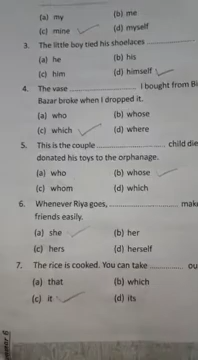 (a) my (b) me
(c) mine (d) myself
3. The little boy tied his shoelaces
(a) he (b) his
(c) him (d) himself
4. The vase .......................... I bought from
Bazar broke when I dropped it.
(a) who (b) whose
(c) which (d) where
5. This is the couple .......................... child
donated his toys to the orphanage.
(a) who (b) whose
(c) whom (d) which
6. Whenever Riya goes, ..........................
friends easily.
(a) she (b) her
(c) hers (d) herself
7. The rice is cooked. You can take ..............
(a) that (b) which
(c) it (d) its